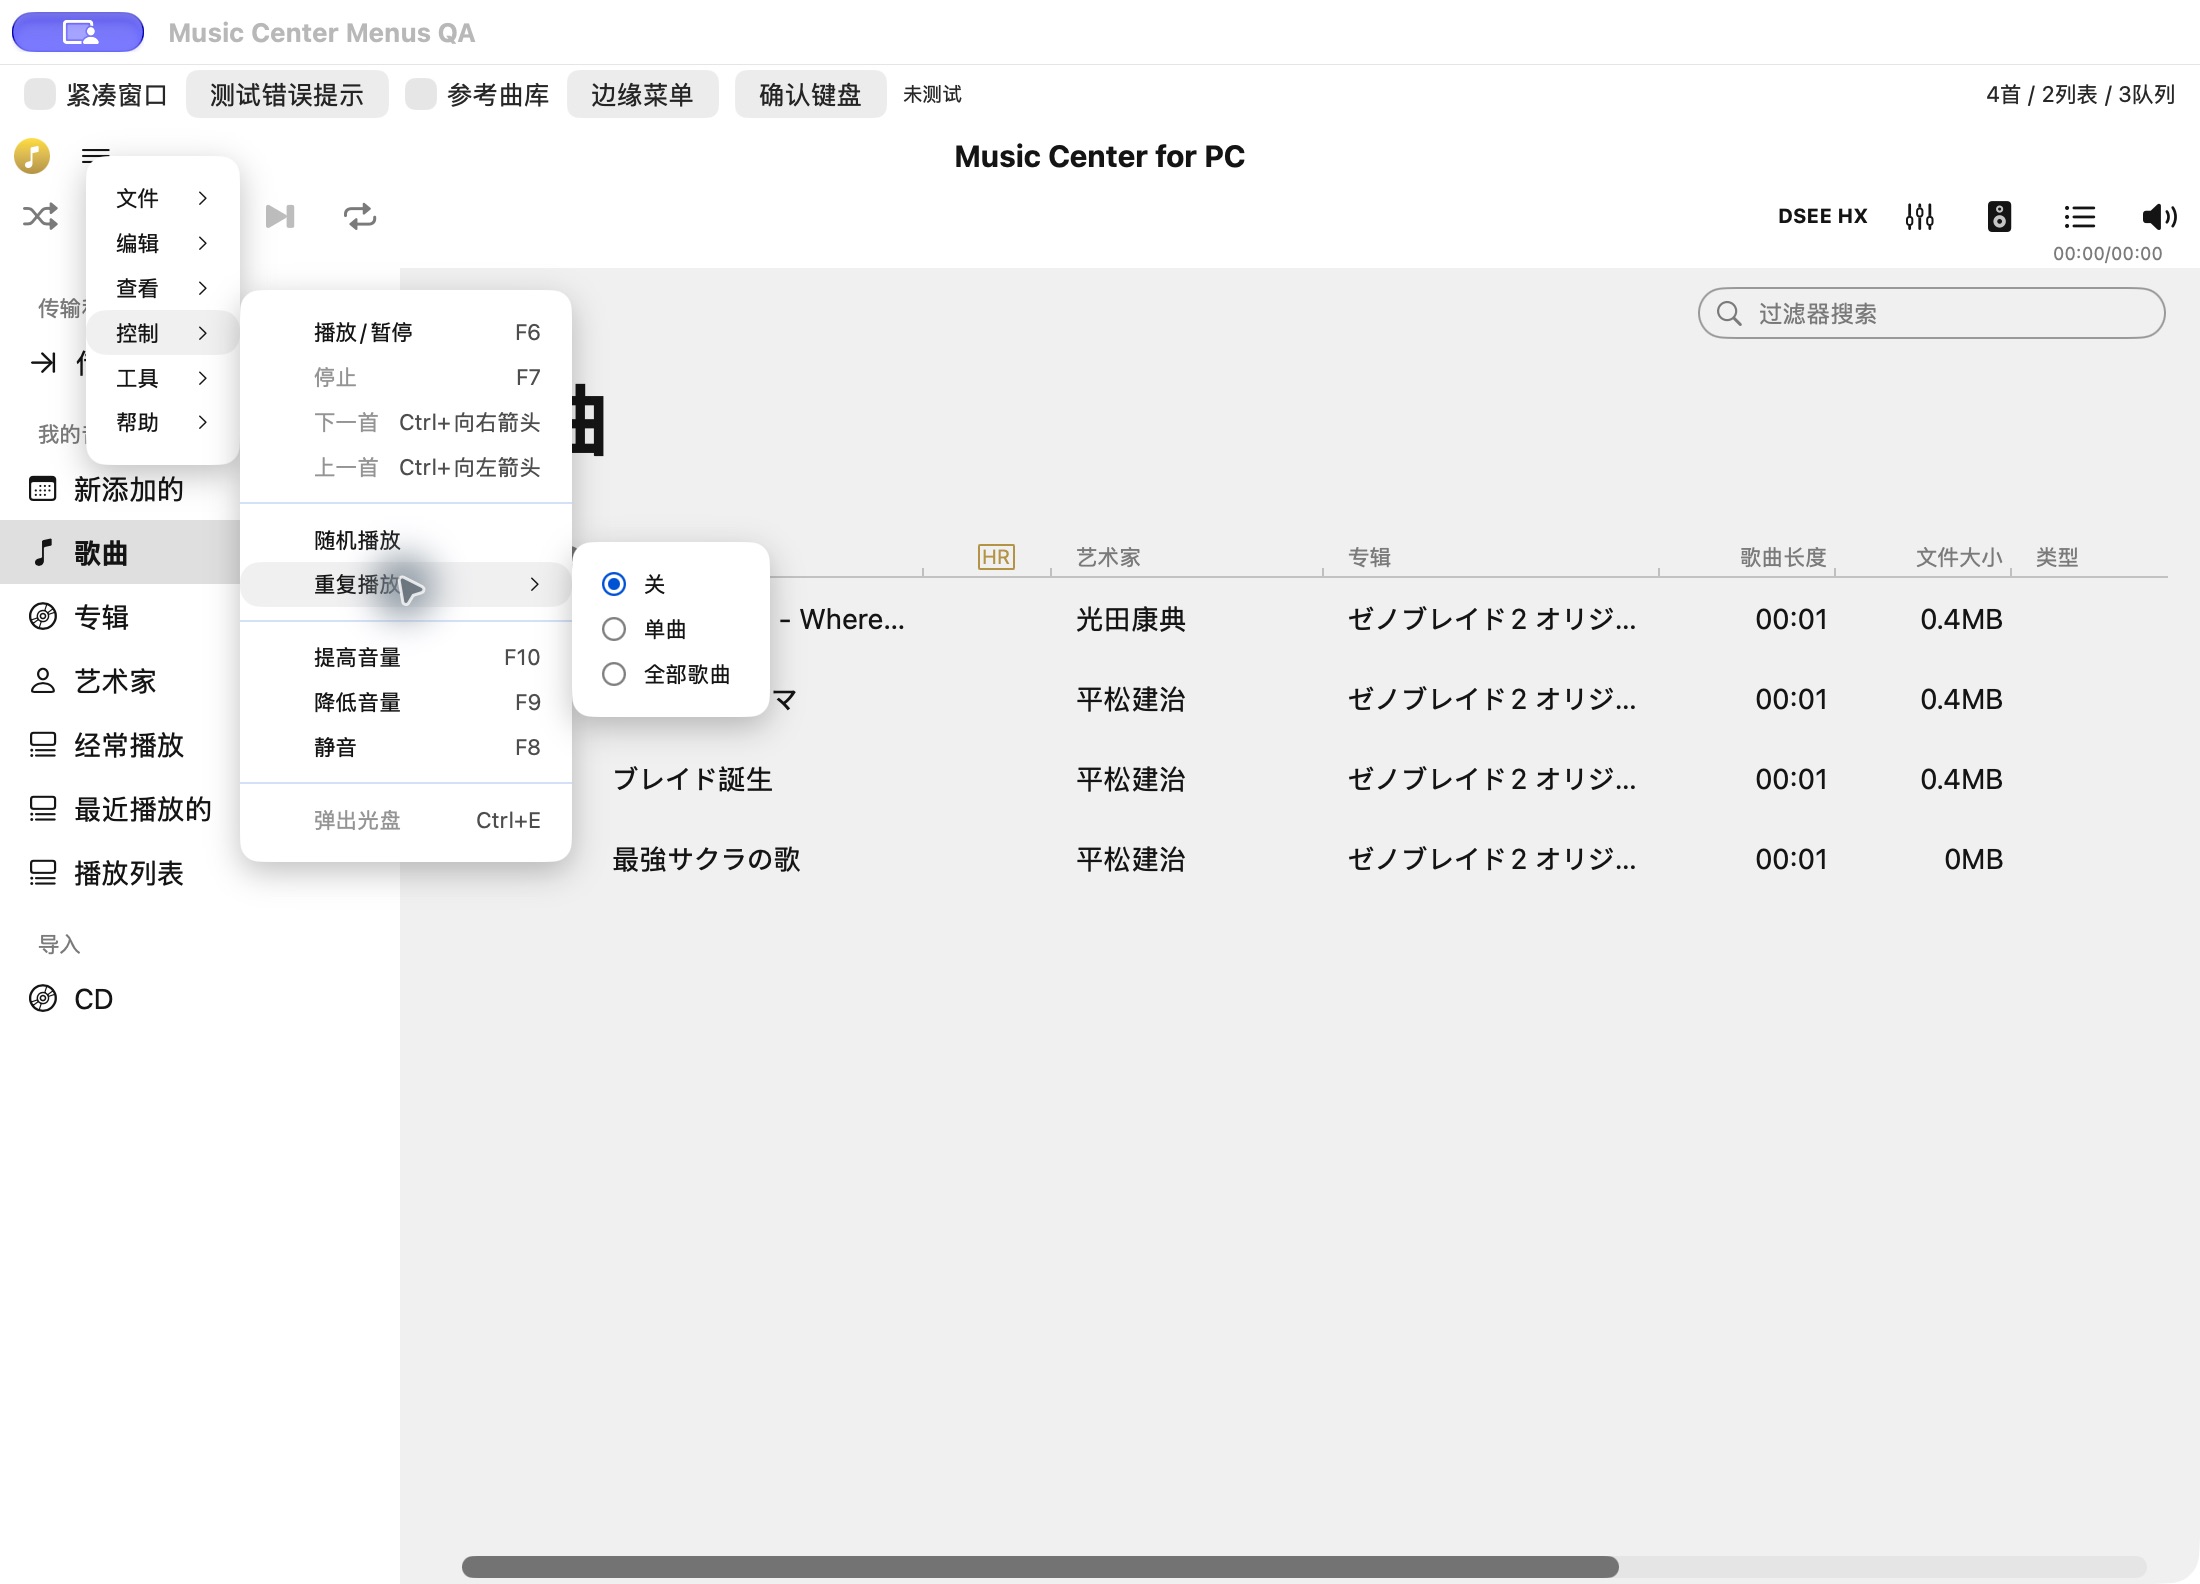 Music Center Menus QA
紧凑窗口 测试错误提示 参考曲库 边缘菜单 确认键盘 未测试 4首 / 2列表 / 3队列
Music Center for PC
DSEE HX
00:00/00:00
文件
编辑
查看
控制
工具
帮助
播放/暂停 F6
停止 F7
下一首 Ctrl+向右箭头
上一首 Ctrl+向左箭头
随机播放
重复播放
提高音量 F10
降低音量 F9
静音 F8
弹出光盘 Ctrl+E
关
单曲
全部歌曲
传输
我的
新添加的
歌曲
专辑
艺术家
经常播放
最近播放的
播放列表
导入
CD
过滤器搜索
曲
HR 艺术家 专辑 歌曲长度 文件大小 类型
- Where... 光田康典 ゼノブレイド2 オリジ... 00:01 0.4MB
マ 平松建治 ゼノブレイド2 オリジ... 00:01 0.4MB
ブレイド誕生 平松建治 ゼノブレイド2 オリジ... 00:01 0.4MB
最強サクラの歌 平松建治 ゼノブレイド2 オリジ... 00:01 0MB